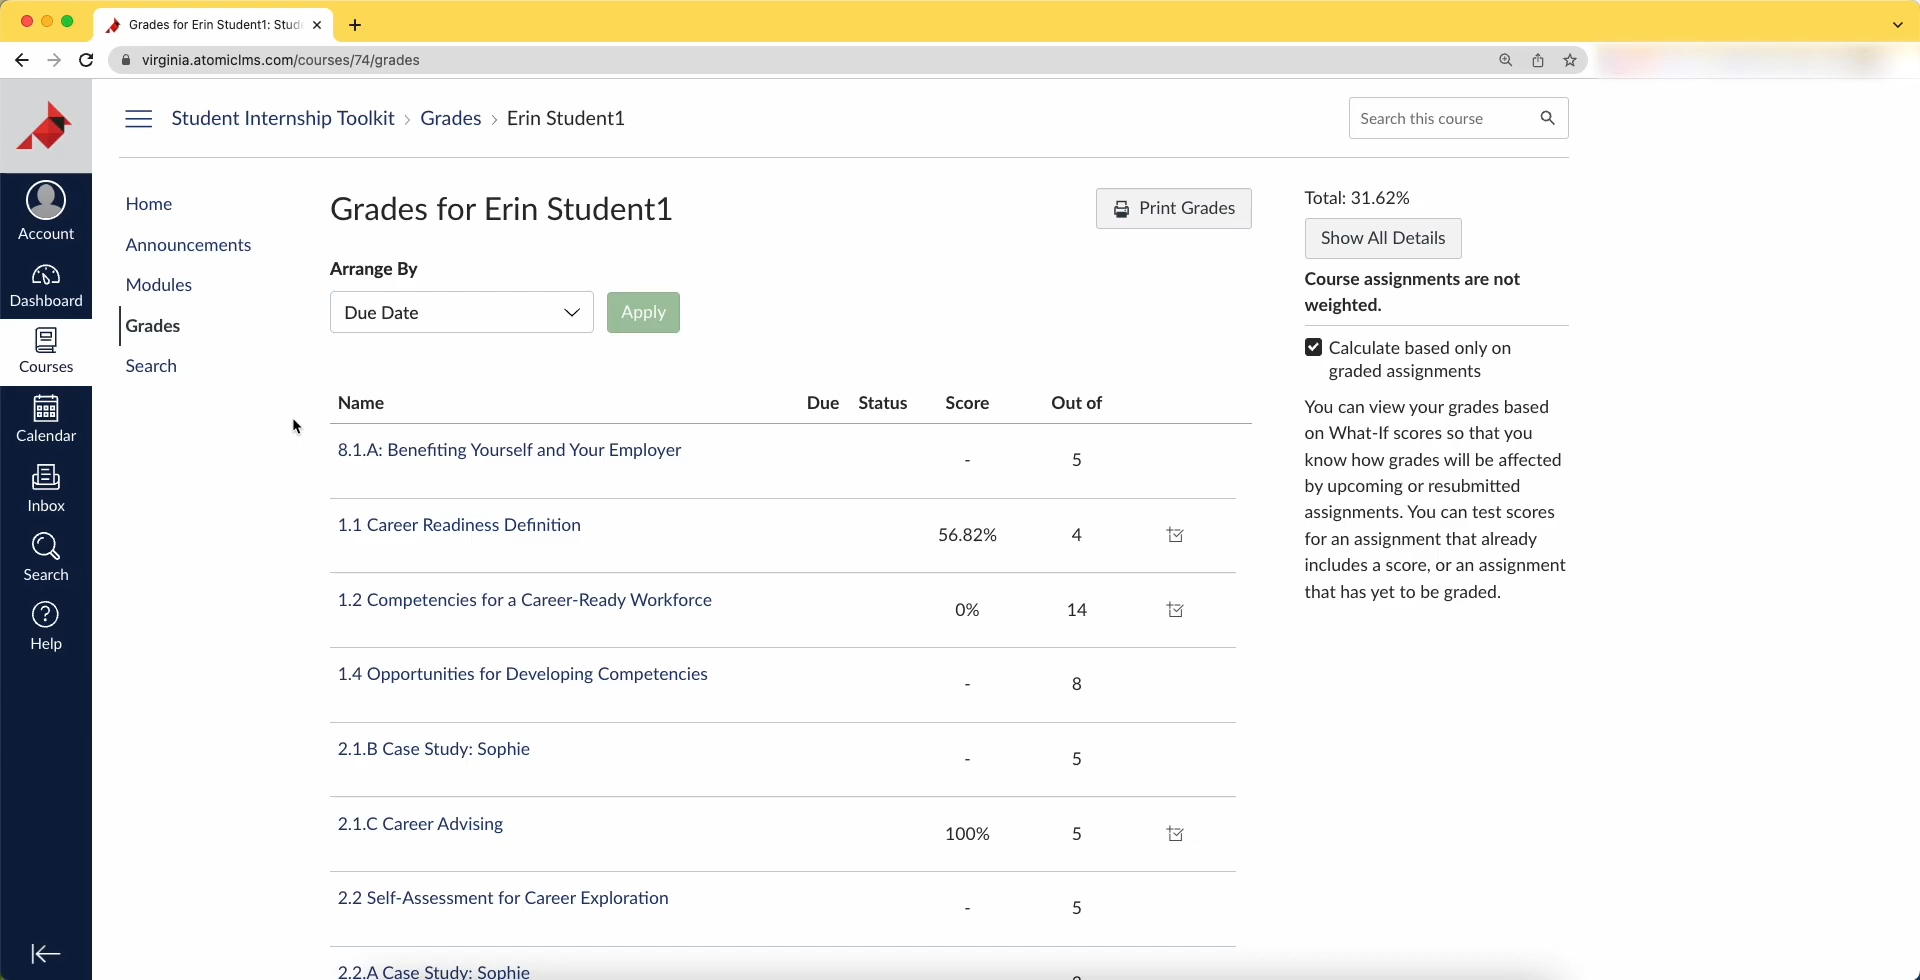 Grades for Erin Student1: Stud
virginia.atomiclms.com/courses/74/grades
Student Internship Toolkit > Grades > Erin Student1
Search this course
Account
Dashboard
Courses
Calendar
Inbox
Search
Help
Home
Announcements
Modules
Grades
Search
Grades for Erin Student1
Print Grades
Arrange By
Due Date
Apply
Name Due Status Score Out of
8.1.A: Benefiting Yourself and Your Employer - 5
1.1 Career Readiness Definition 56.82% 4
1.2 Competencies for a Career-Ready Workforce 0% 14
1.4 Opportunities for Developing Competencies - 8
2.1.B Case Study: Sophie - 5
2.1.C Career Advising 100% 5
2.2 Self-Assessment for Career Exploration - 5
2.2.A Case Study: Sophie
Total: 31.62%
Show All Details
Course assignments are not
weighted.
Calculate based only on
graded assignments
You can view your grades based
on What-If scores so that you
know how grades will be affected
by upcoming or resubmitted
assignments. You can test scores
for an assignment that already
includes a score, or an assignment
that has yet to be graded.